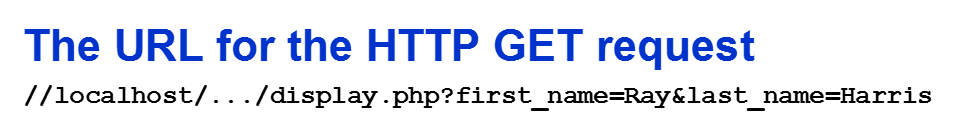 The URL for the HTTP GET request
//localhost/.../display.php?first_name=Ray&last_name=Harris